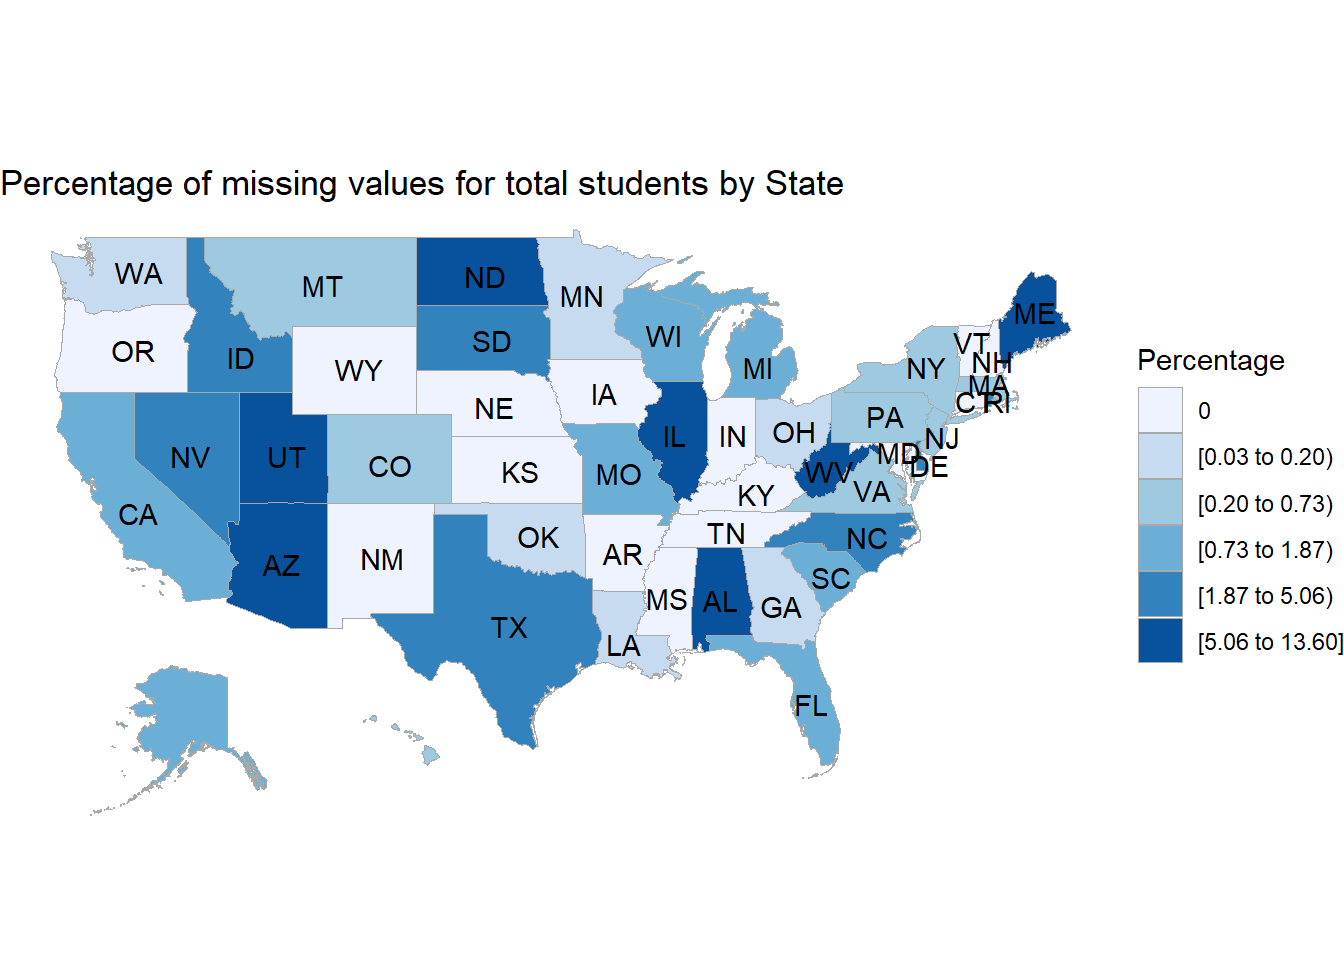 Percentage of missing values for total students by State
WA
MT
ND
MN
ME
OR
ID
SD
WI
VT
WY
MI
NY
NH
NE
IA
MA
CT
RI
PA
NV
UT
CO
IL
IN
OH
NJ
KS
MO
WV
MD
DE
KY
VA
CA
OK
TN
NC
AZ
NM
AR
SC
MS
AL
GA
TX
LA
FL
Percentage
0
[0.03 to 0.20)
[0.20 to 0.73)
[0.73 to 1.87)
[1.87 to 5.06)
[5.06 to 13.60]